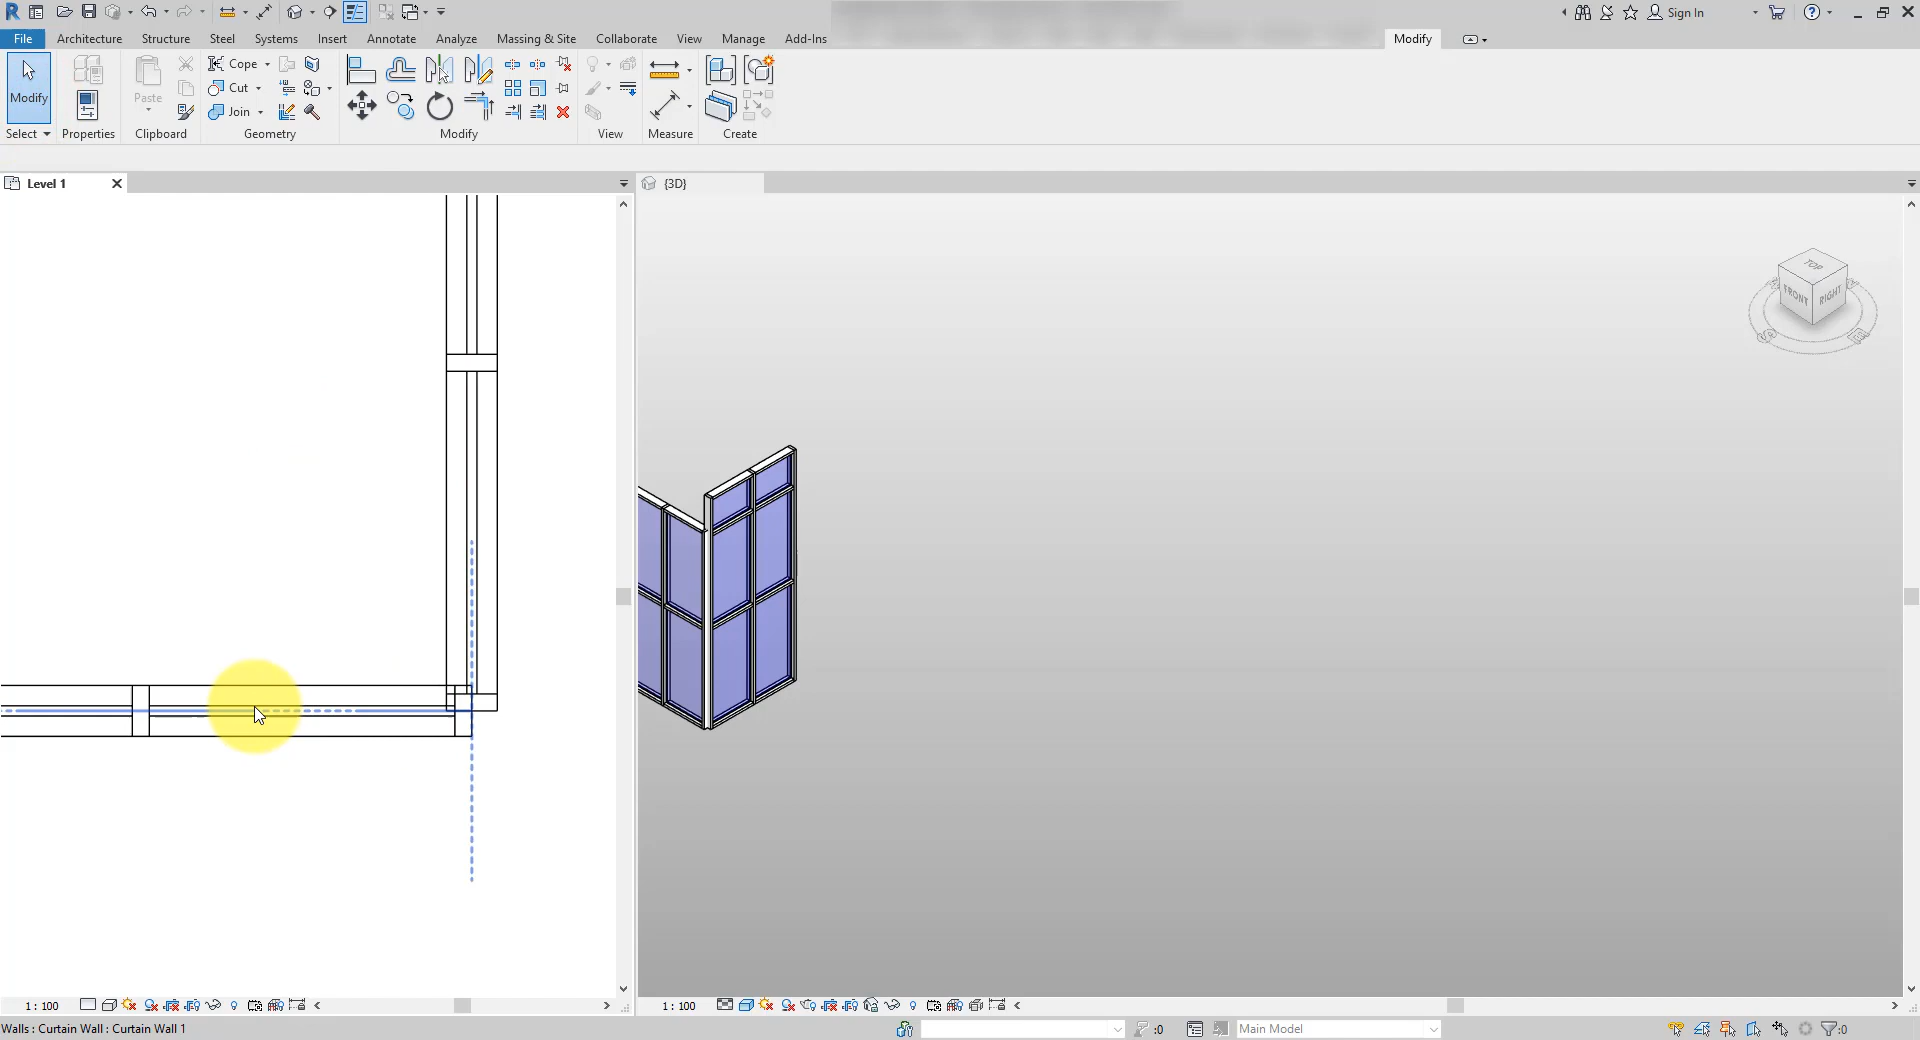 Sign In
File
Architecture
Structure
Steel
Systems
Insert
Annotate
Analyze
Massing & Site
Collaborate
View
Manage
Add-Ins
Modify
Modify
Paste
Cope
Cut
Join
Select
Properties
Clipboard
Geometry
Modify
View
Measure
Create
Level 1
{3D}
TOP
FRONT
RIGHT
1 : 100
1 : 100
Walls : Curtain Wall : Curtain Wall 1
:0
Main Model
:0